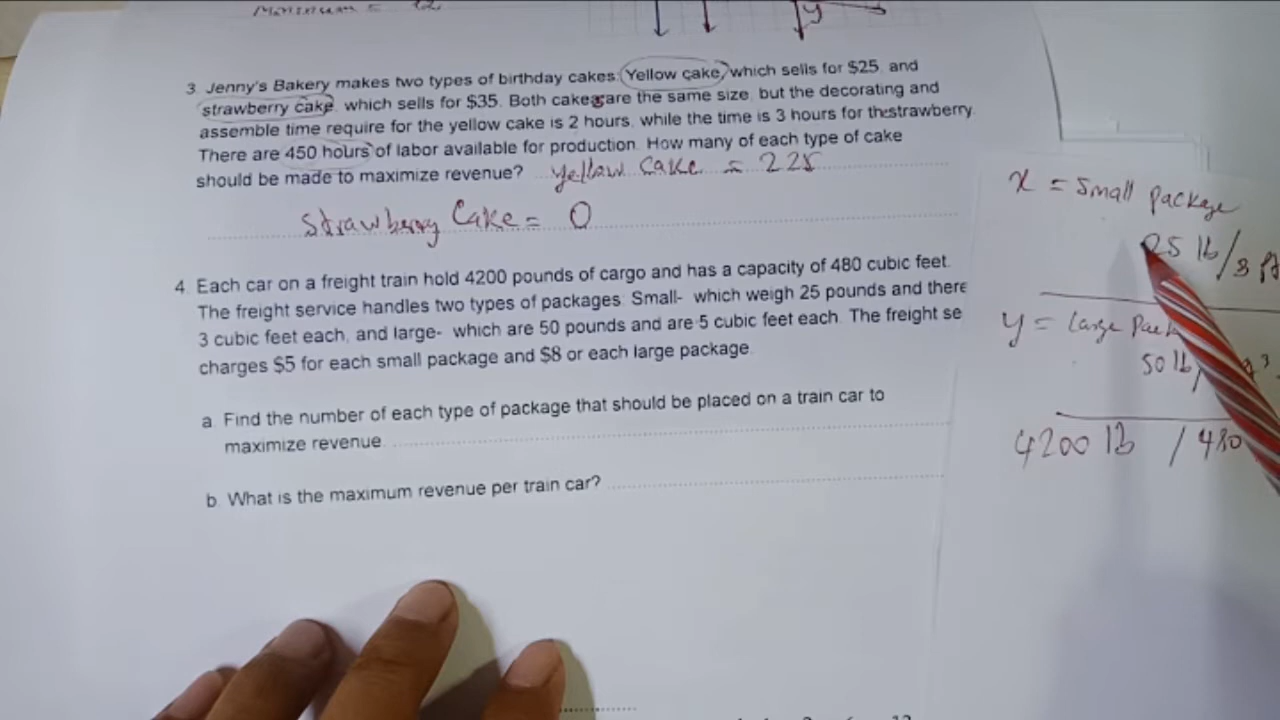 Maximum = 12
y
3. Jenny's Bakery makes two types of birthday cakes: Yellow cake, which sells for $25, and
strawberry cake, which sells for $35. Both cakes are the same size, but the decorating and
assemble time require for the yellow cake is 2 hours, while the time is 3 hours for the strawberry.
There are 450 hours of labor available for production. How many of each type of cake
should be made to maximize revenue? Yellow Cake = 225
Strawberry Cake = 0
4. Each car on a freight train hold 4200 pounds of cargo and has a capacity of 480 cubic feet.
The freight service handles two types of packages: Small- which weigh 25 pounds and there
3 cubic feet each, and large- which are 50 pounds and are 5 cubic feet each. The freight se
charges $5 for each small package and $8 or each large package.
a. Find the number of each type of package that should be placed on a train car to
maximize revenue.
b. What is the maximum revenue per train car?
x = Small package
25 lb/3
y = Large Pack
50 lb/
4200 lb / 480